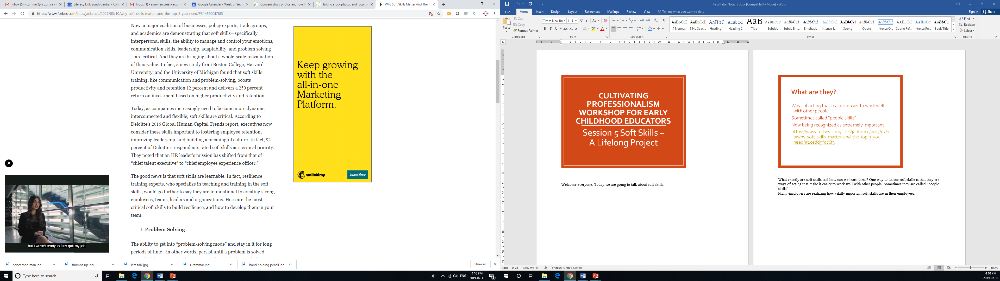 Inbox (5) - summer@llsc.on.ca -
Literacy Link South Central - Cale
Inbox (1) - summerscreativecorne
Google Calendar - Week of Septe
Concern stock photos and royalt
Talking stock photos and royalty-
Why Soft Skills Matter And The T
https://www.forbes.com/sites/janbruce/2017/03/10/why-soft-skills-matter-and-the-top-3-you-need/#314590fd76f3
Now, a major coalition of businesses, policy experts, trade groups,
and academics are demonstrating that soft skills—specifically
interpersonal skills, the ability to manage and control your emotions,
communication skills, leadership, adaptability, and problem solving
—are critical. And they are bringing about a whole-scale reevaluation
of their value. In fact, a new study from Boston College, Harvard
University, and the University of Michigan found that soft skills
training, like communication and problem-solving, boosts
productivity and retention 12 percent and delivers a 250 percent
return on investment based on higher productivity and retention.
Today, as companies increasingly need to become more dynamic,
interconnected and flexible, soft skills are critical. According to
Deloitte's 2016 Global Human Capital Trends report, executives now
consider these skills important to fostering employee retention,
improving leadership, and building a meaningful culture. In fact, 92
percent of Deloitte's respondents rated soft skills as a critical priority.
They noted that an HR leader's mission has shifted from that of
“chief talent executive” to “chief employee experience officer.”
The good news is that soft skills are learnable. In fact, resilience
training experts, who specialize in teaching and training in the soft
skills, would go further to say they are foundational to creating strong
employees, teams, leaders and organizations. Here are the most
critical soft skills to build resilience, and how to develop them in your
team:
1. Problem Solving
The ability to get into “problem-solving mode” and stay in it for long
periods of time—in other words, persist until a problem is solved
Keep growing
with the
all-in-one
Marketing
Platform.
mailchimp
Learn More
Forbes
but I wasn't ready to fully quit my job.
concerned man.jpg
thumbs up.jpg
lets talk.jpg
Grammar.jpg
hand holding pencil.jpg
Show all
Type here to search
ENG
4:10 PM
2019-07-11
2
Facilitator Notes 5.docx [Compatibility Mode] - Word
Sign in
Share
File
Home
Insert
Design
Layout
References
Mailings
Review
View
Tell me what you want to do...
Paste
Cut
Copy
Format Painter
Clipboard
Times New Ro
11.5
Font
Paragraph
¶ Normal
¶ No Spac...
Heading 1
Heading 2
Title
Subtitle
Subtle Em...
Emphasis
Intense E...
Strong
Quote
Intense Q...
Subtle Ref...
Intense Re...
Book Title
Styles
Find
Replace
Select
Editing
CULTIVATING
PROFESSIONALISM
WORKSHOP FOR EARLY
CHILDHOOD EDUCATORS
Session 5 Soft Skills –
A Lifelong Project
Welcome everyone. Today we are going to talk about soft skills.
What are they?
Ways of acting that make it easier to work well
with other people
Sometimes called “people skills”
Now being recognized as extremely important
https://www.forbes.com/sites/janbruce/2017/03/1
0/why-soft-skills-matter-and-the-top-3-you-
need/#1cedd9fd76f3
What exactly are soft skills and how can we learn them? One way to define soft skills is that they are
ways of acting that make it easier to work well with other people. Sometimes they are called “people
skills”.
Many employers are realizing how vitally important soft skills are in their employees.
Page 1 of 21
3107 words
English (United States)
100%
4:10 PM
2019-07-11